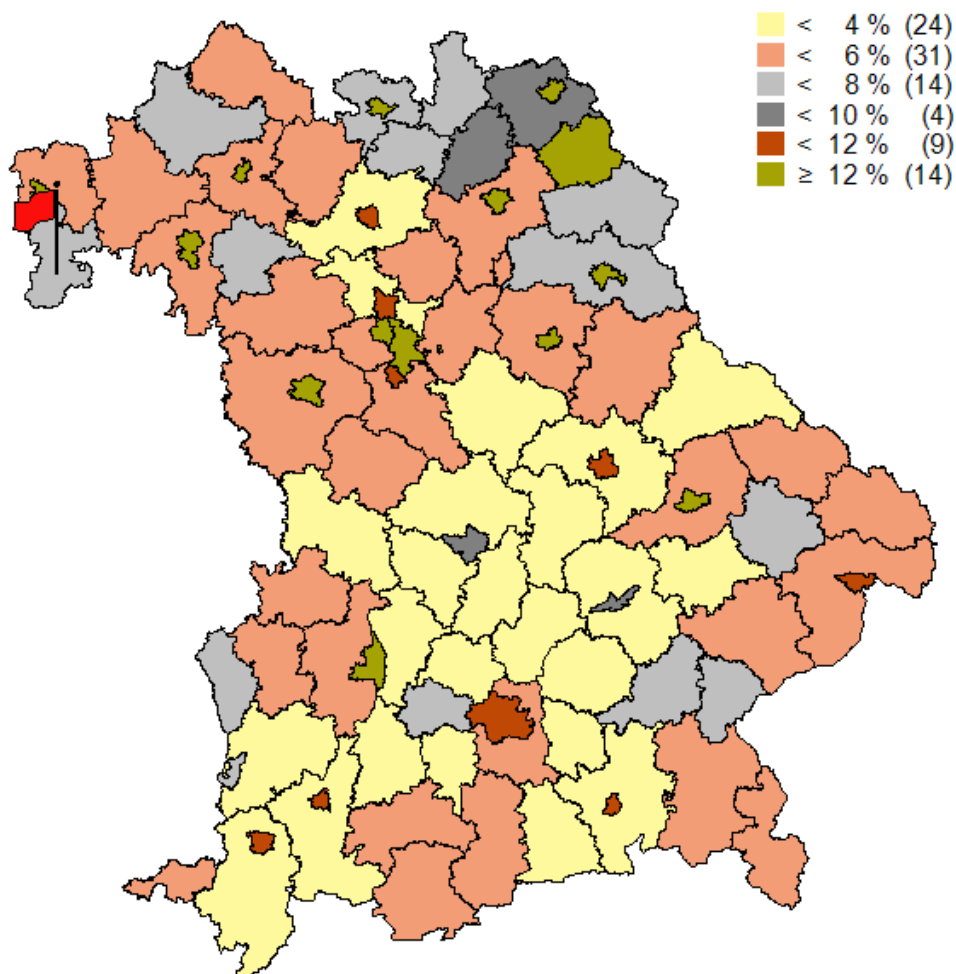 < 4 % (24)
< 6 % (31)
< 8 % (14)
< 10 % (4)
< 12 % (9)
≥ 12 % (14)